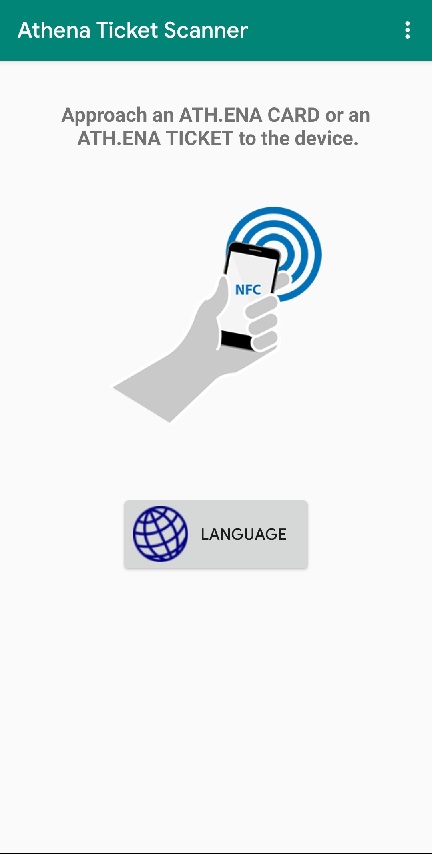 Athena Ticket Scanner
Approach an ATH.ENA CARD or an
ATH.ENA TICKET to the device.
NFC
LANGUAGE